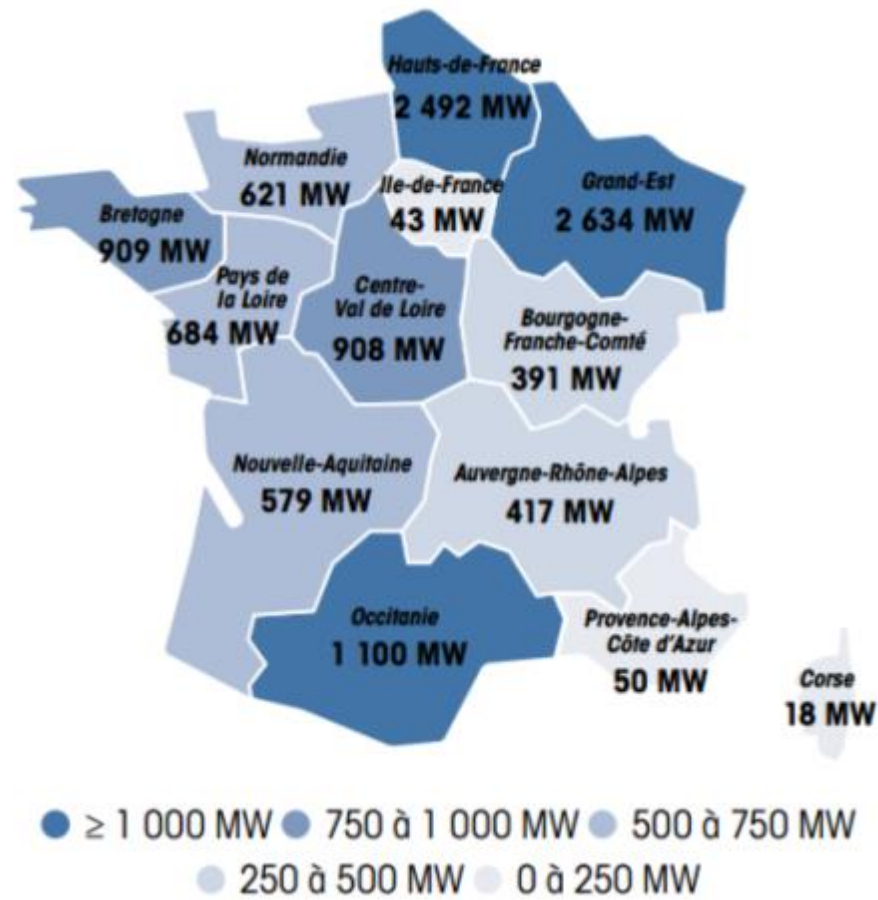 Hauts-de-France
2 492 MW
Normandie
621 MW
Ile-de-France
43 MW
Grand-Est
2 634 MW
Bretagne
909 MW
Pays de
la Loire
684 MW
Centre-
Val de Loire
908 MW
Bourgogne-
Franche-Comté
391 MW
Nouvelle-Aquitaine
579 MW
Auvergne-Rhône-Alpes
417 MW
Occitanie
1 100 MW
Provence-Alpes-
Côte d'Azur
50 MW
Corse
18 MW
≥ 1 000 MW 750 à 1 000 MW 500 à 750 MW
250 à 500 MW 0 à 250 MW